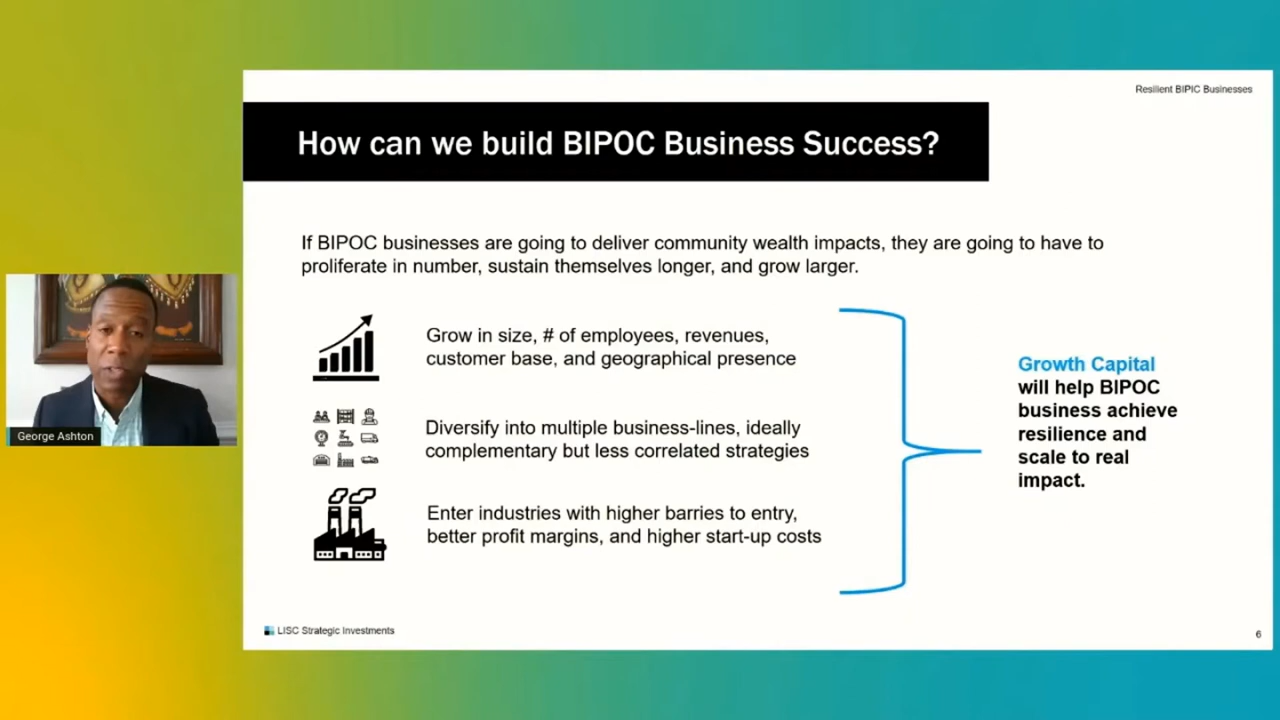 Resilient BIPIC Businesses
How can we build BIPOC Business Success?
If BIPOC businesses are going to deliver community wealth impacts, they are going to have to
proliferate in number, sustain themselves longer, and grow larger.
Grow in size, # of employees, revenues,
customer base, and geographical presence
Diversify into multiple business-lines, ideally
complementary but less correlated strategies
Enter industries with higher barries to entry,
better profit margins, and higher start-up costs
Growth Capital
will help BIPOC
business achieve
resilience and
scale to real
impact.
George Ashton
LISC Strategic Investments
6